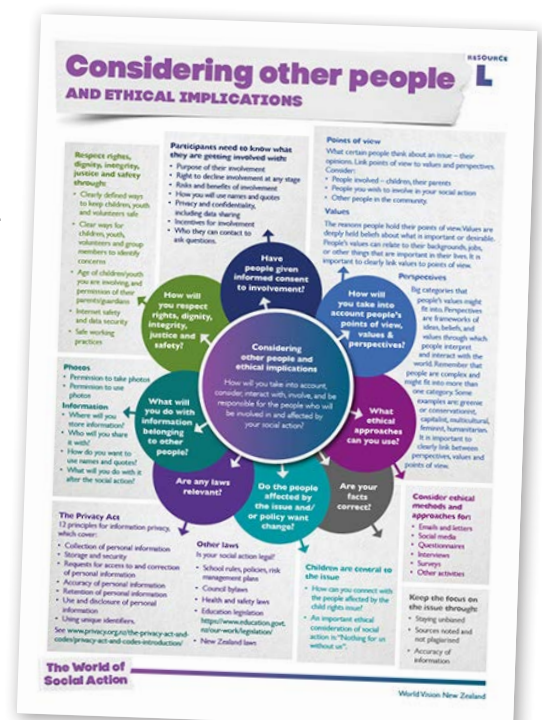 RESOURCE
L
Considering other people
AND ETHICAL IMPLICATIONS
Respect rights,
dignity, integrity,
justice and safety
through:
• Clearly defined ways
to keep children, youth
and volunteers safe
• Clear ways for
children, youth,
volunteers and group
members to identify
concerns
• Age of children/youth
you are involving, and
permission of their
parents/guardians
• Internet safety
and data security
• Safe working
practices
Participants need to know what
they are getting involved with:
• Purpose of their involvement
• Right to decline involvement at any stage
• Risks and benefits of involvement
• How you will use names and quotes
• Privacy and confidentiality,
including data sharing
• Incentives for involvement
• Who they can contact to
ask questions.
Points of view
What certain people think about an issue – their
opinions. Link points of view to values and perspectives.
Consider:
• People involved – children, their parents
• People you wish to involve in your social action
• Other people in the community.
Values
The reasons people hold their points of view. Values are
deeply held beliefs about what is important or desirable.
People's values can relate to their backgrounds, jobs,
or other things that are important in their lives. It is
important to clearly link values to points of view.
Perspectives
Big categories that
people's values might
fit into. Perspectives
are frameworks of
ideas, beliefs, and
values through which
people interpret
and interact with the
world. Remember that
people are complex and
might fit into more than
one category. Some
examples are: greenie
or conservationist,
capitalist, multicultural,
feminist, humanitarian.
It is important to
clearly link between
perspectives, values and
points of view.
Have
people given
informed consent
to involvement?
How will
you respect
rights, dignity,
integrity,
justice and
safety?
How will
you take into
account people's
points of view,
values &
perspectives?
Considering
other people and
ethical implications
How will you take into account,
consider, interact with, involve, and be
responsible for the people who will
be involved in and affected by
your social action?
What will
you do with
information
belonging
to other
people?
What
ethical
approaches
can you use?
Are any laws
relevant?
Do the people
affected by
the issue and/
or policy want
change?
Are your
facts
correct?
Photos
• Permission to take photos
• Permission to use
photos
Information
• Where will you
store information?
• Who will you share
it with?
• How do you want to
use names and quotes?
• What will you do with it
after the social action?
The Privacy Act
12 principles for information privacy,
which cover:
• Collection of personal information
• Storage and security
• Requests for access to and correction
of personal information
• Accuracy of personal information
• Retention of personal information
• Use and disclosure of personal
information
• Using unique identifiers.
See www.privacy.org.nz/the-privacy-act-and-
codes/privacy-act-and-codes-introduction/
Other laws
Is your social action legal?
• School rules, policies, risk
management plans
• Council bylaws
• Health and safety laws
• Education legislation
https://www.education.govt.
nz/our-work/legislation/
• New Zealand laws
Children are central to
the issue
• How can you connect with
the people affected by the
child rights issue?
• An important ethical
consideration of social
action is: "Nothing for us
without us".
Consider ethical
methods and
approaches for:
• Emails and letters
• Social media
• Questionnaires
• Interviews
• Surveys
• Other activities
Keep the focus on
the issue through:
• Staying unbiased
• Sources noted and
not plagiarised
• Accuracy of
information
The World of
Social Action
World Vision New Zealand